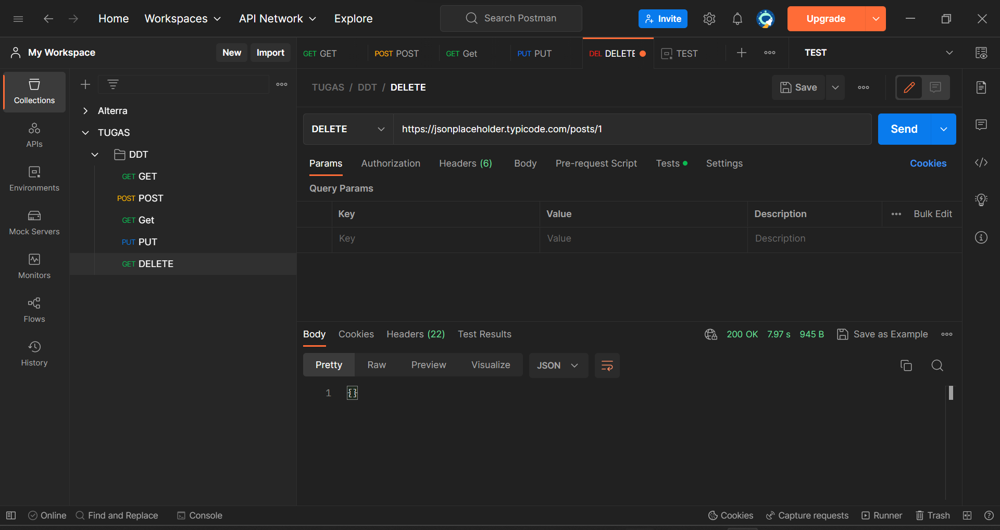 Home Workspaces API Network Explore Search Postman Invite Upgrade
My Workspace New Import
GET GET POST POST GET Get PUT PUT DEL DELETE TEST TEST
Collections
APIs
Environments
Mock Servers
Monitors
Flows
History
Alterra
TUGAS
DDT
GET GET
POST POST
GET Get
PUT PUT
GET DELETE
TUGAS / DDT / DELETE Save
DELETE https://jsonplaceholder.typicode.com/posts/1 Send
Params Authorization Headers (6) Body Pre-request Script Tests Settings Cookies
Query Params
Key Value Description Bulk Edit
Key Value Description
Body Cookies Headers (22) Test Results 200 OK 7.97 s 945 B Save as Example
Pretty Raw Preview Visualize JSON
1 {}
Online Find and Replace Console Cookies Capture requests Runner Trash